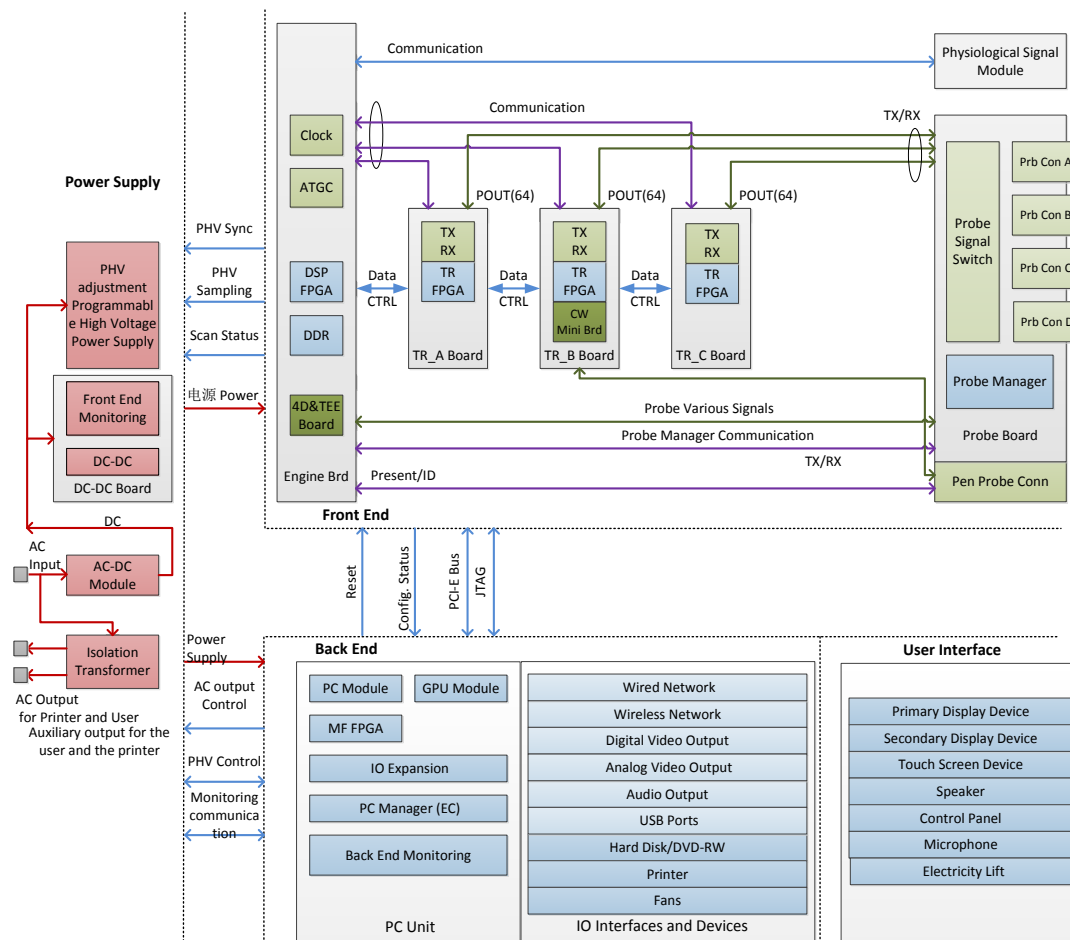 Power Supply
PHV
adjustment
Programmabl
e High Voltage
Power Supply
Front End
Monitoring
DC-DC
DC-DC Board
DC
AC
Input
AC-DC
Module
Isolation
Transformer
AC Output
for Printer and User
Auxiliary output for the
user and the printer
PHV Sync
PHV
Sampling
Scan Status
电源 Power
Power
Supply
AC output
Control
PHV Control
Monitoring
communica
tion
Communication
Physiological Signal
Module
Communication
TX/RX
Clock
ATGC
DSP
FPGA
DDR
4D&TEE
Board
Engine Brd
Data
CTRL
POUT(64)
TX
RX
TR
FPGA
TR_A Board
Data
CTRL
POUT(64)
TX
RX
TR
FPGA
CW
Mini Brd
TR_B Board
Data
CTRL
POUT(64)
TX
RX
TR
FPGA
TR_C Board
Probe
Signal
Switch
Prb Con A
Prb Con B
Prb Con C
Prb Con D
Probe Manager
Probe Board
Pen Probe Conn
Probe Various Signals
Probe Manager Communication
TX/RX
Present/ID
Front End
Reset
Config. Status
PCI-E Bus
JTAG
Back End
PC Module
GPU Module
MF FPGA
IO Expansion
PC Manager (EC)
Back End Monitoring
PC Unit
Wired Network
Wireless Network
Digital Video Output
Analog Video Output
Audio Output
USB Ports
Hard Disk/DVD-RW
Printer
Fans
IO Interfaces and Devices
User Interface
Primary Display Device
Secondary Display Device
Touch Screen Device
Speaker
Control Panel
Microphone
Electricity Lift